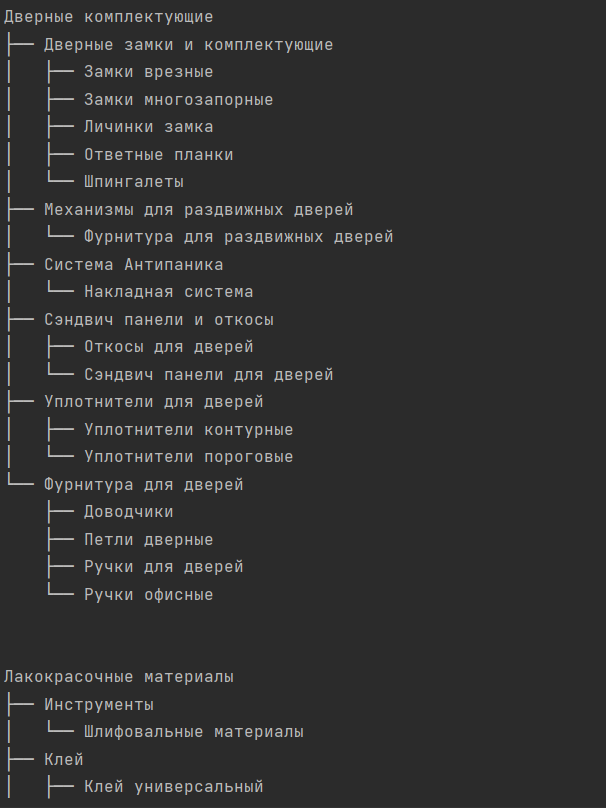 Дверные комплектующие
├── Дверные замки и комплектующие
│   ├── Замки врезные
│   ├── Замки многозапорные
│   ├── Личинки замка
│   ├── Ответные планки
│   └── Шпингалеты
├── Механизмы для раздвижных дверей
│   └── Фурнитура для раздвижных дверей
├── Система Антипаника
│   └── Накладная система
├── Сэндвич панели и откосы
│   ├── Откосы для дверей
│   └── Сэндвич панели для дверей
├── Уплотнители для дверей
│   ├── Уплотнители контурные
│   └── Уплотнители пороговые
└── Фурнитура для дверей
    ├── Доводчики
    ├── Петли дверные
    ├── Ручки для дверей
    └── Ручки офисные
Лакокрасочные материалы
├── Инструменты
│   └── Шлифовальные материалы
├── Клей
│   ├── Клей универсальный